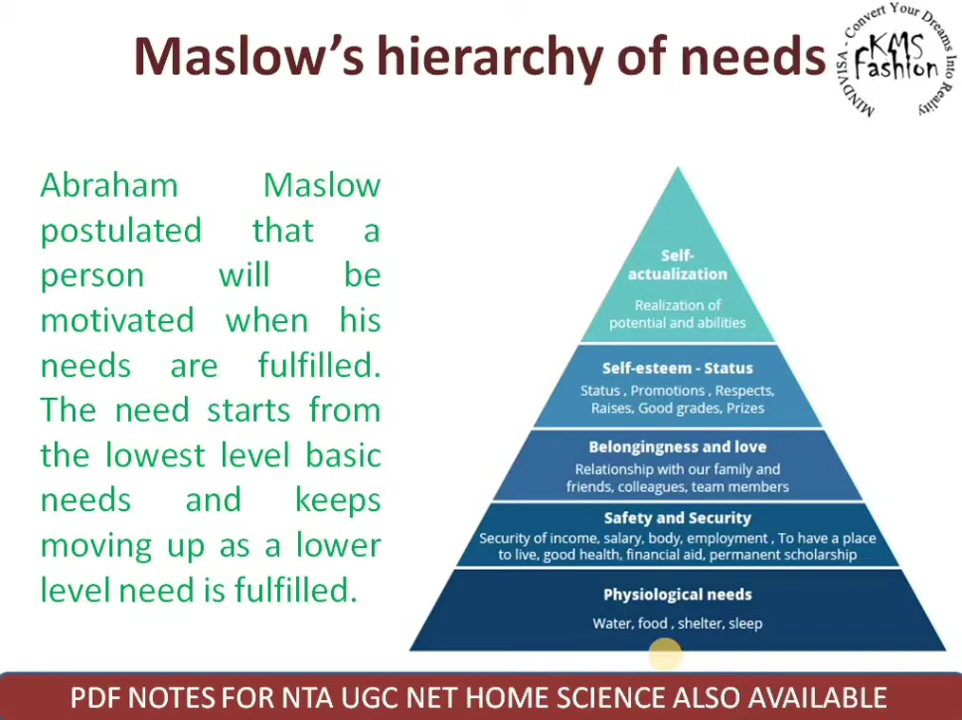 Maslow's hierarchy of needs
MINDVISA - Convert Your Dreams Into Reality
KMS
Fashion
Abraham Maslow
postulated that a
person will be
motivated when his
needs are fulfilled.
The need starts from
the lowest level basic
needs and keeps
moving up as a lower
level need is fulfilled.
Self-
actualization
Realization of
potential and abilities
Self-esteem - Status
Status , Promotions , Respects,
Raises, Good grades, Prizes
Belongingness and love
Relationship with our family and
friends, colleagues, team members
Safety and Security
Security of income, salary, body, employment , To have a place
to live, good health, financial aid, permanent scholarship
Physiological needs
Water, food , shelter, sleep
PDF NOTES FOR NTA UGC NET HOME SCIENCE ALSO AVAILABLE